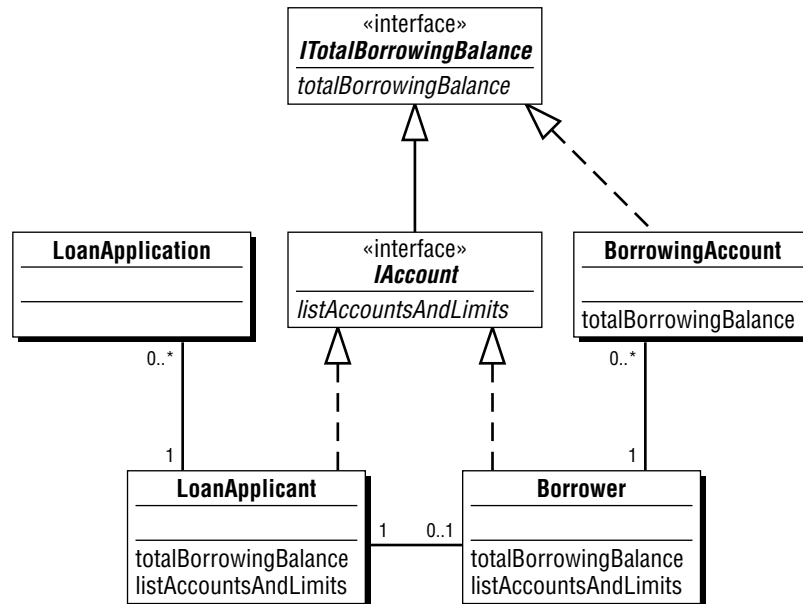 «interface»
ITotalBorrowingBalance
totalBorrowingBalance
LoanApplication
«interface»
IAccount
listAccountsAndLimits
BorrowingAccount
totalBorrowingBalance
0..*
0..*
1
1
LoanApplicant
totalBorrowingBalance
listAccountsAndLimits
1
0..1
Borrower
totalBorrowingBalance
listAccountsAndLimits